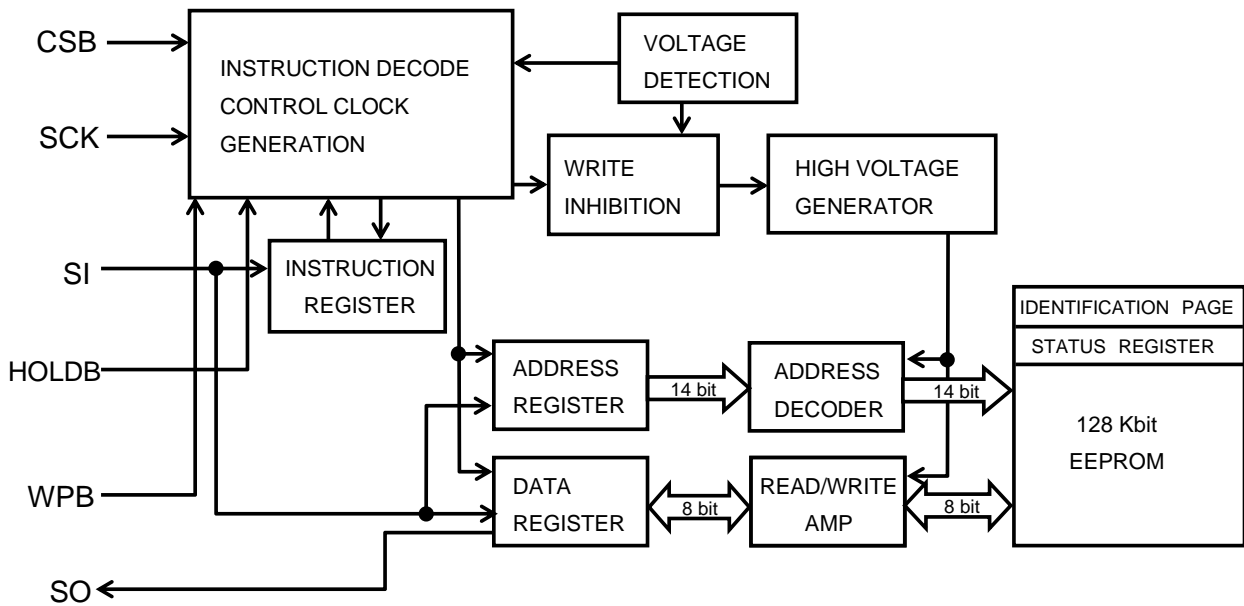 CSB
SCK
SI
HOLDB
WPB
SO
INSTRUCTION DECODE
CONTROL CLOCK
GENERATION
VOLTAGE
DETECTION
WRITE
INHIBITION
HIGH VOLTAGE
GENERATOR
INSTRUCTION
REGISTER
ADDRESS
REGISTER
14 bit
ADDRESS
DECODER
14 bit
DATA
REGISTER
8 bit
READ/WRITE
AMP
8 bit
IDENTIFICATION PAGE
STATUS REGISTER
128 Kbit
EEPROM